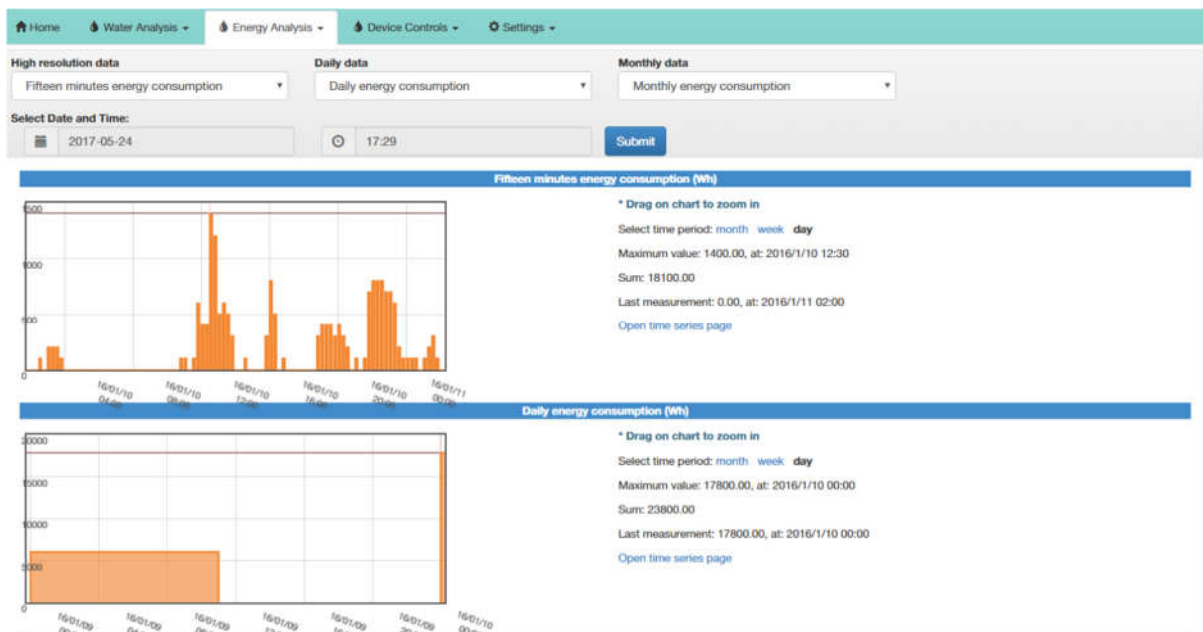 Home Water Analysis Energy Analysis Device Controls Settings
High resolution data Daily data Monthly data
Fifteen minutes energy consumption Daily energy consumption Monthly energy consumption
Select Date and Time:
2017-05-24 17:29 Submit
Fifteen minutes energy consumption (Wh)
* Drag on chart to zoom in
Select time period: month week day
Maximum value: 1400.00, at: 2016/1/10 12:30
Sum: 18100.00
Last measurement: 0.00, at: 2016/1/11 02:00
Open time series page
1500
1000
500
0
16/01/10 04:00
16/01/10 08:00
16/01/10 12:00
16/01/10 16:00
16/01/10 20:00
16/01/11 00:00
Daily energy consumption (Wh)
* Drag on chart to zoom in
Select time period: month week day
Maximum value: 17800.00, at: 2016/1/10 00:00
Sum: 23800.00
Last measurement: 17800.00, at: 2016/1/10 00:00
Open time series page
20000
15000
10000
5000
0
16/01/09
16/01/09
16/01/09
16/01/09
16/01/09
16/01/09
16/01/10